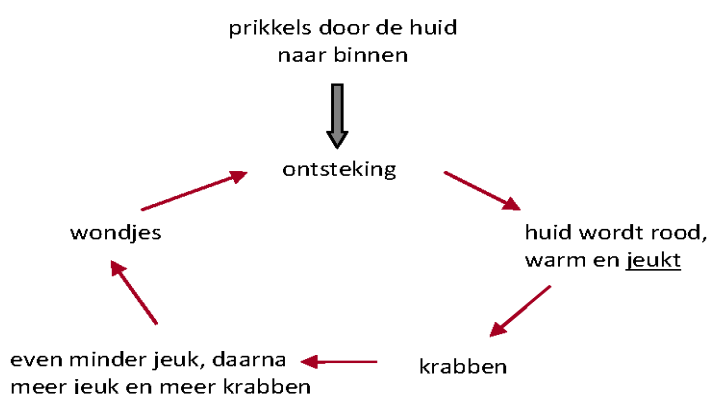 prikkels door de huid
naar binnen
ontsteking
huid wordt rood,
warm en jeukt
krabben
even minder jeuk, daarna
meer jeuk en meer krabben
wondjes